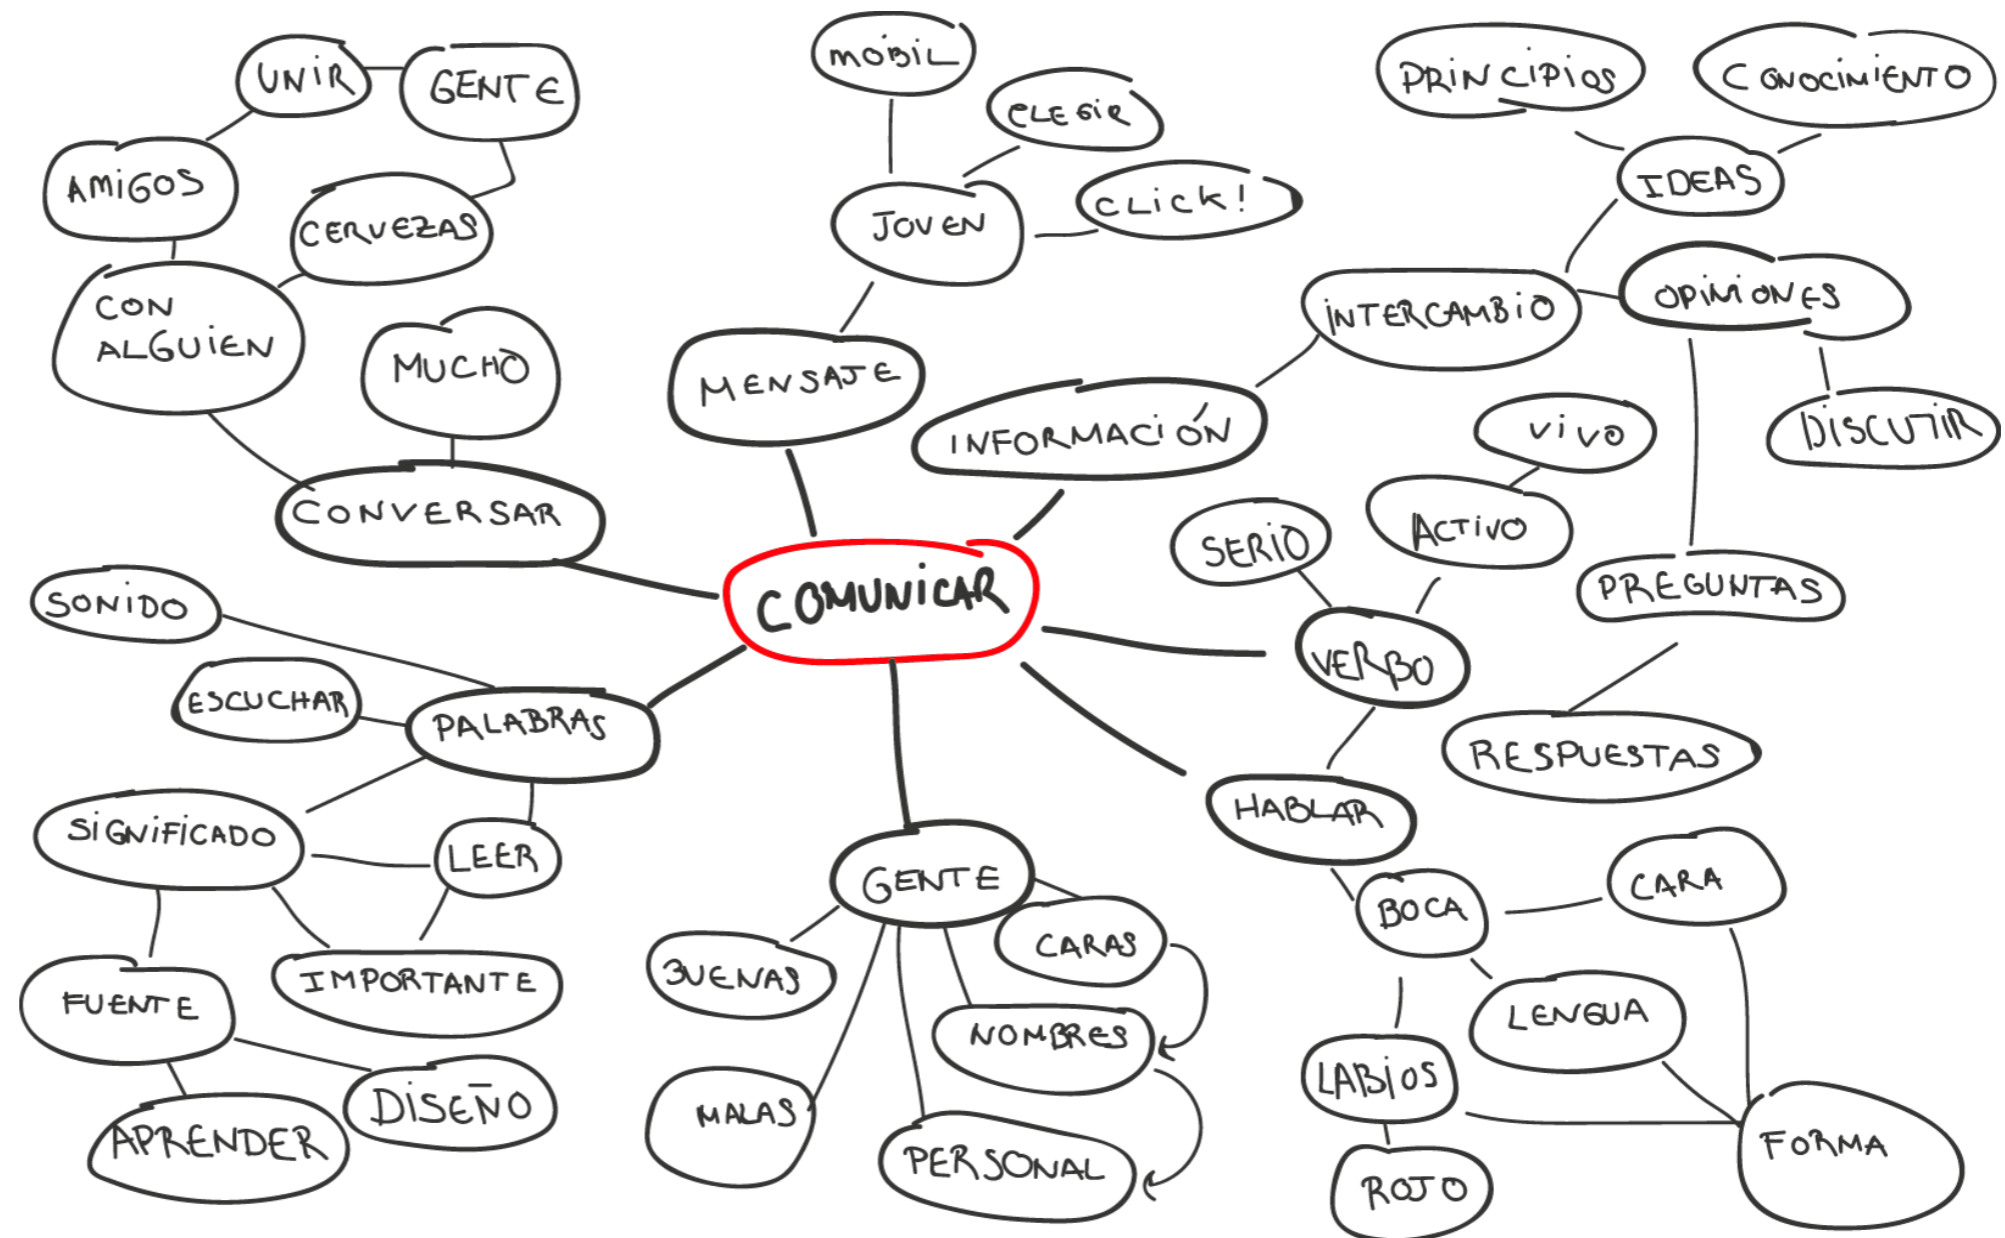 UNIR
GENTE
AMIGOS
CERVEZAS
CON
ALGUIEN
MUCHO
CONVERSAR
MÓBIL
ELEGIR
CLICK!
JOVEN
MENSAJE
PRINCIPIOS
CONOCIMIENTO
IDEAS
INTERCAMBIO
OPINIONES
INFORMACIÓN
DISCUTIR
VIVO
ACTIVO
SERIO
PREGUNTAS
RESPUESTAS
COMUNICAR
VERBO
HABLAR
SONIDO
ESCUCHAR
PALABRAS
SIGNIFICADO
LEER
IMPORTANTE
FUENTE
DISEÑO
APRENDER
GENTE
BUENAS
CARAS
NOMBRES
MALAS
PERSONAL
BOCA
CARA
LENGUA
LABIOS
ROJO
FORMA